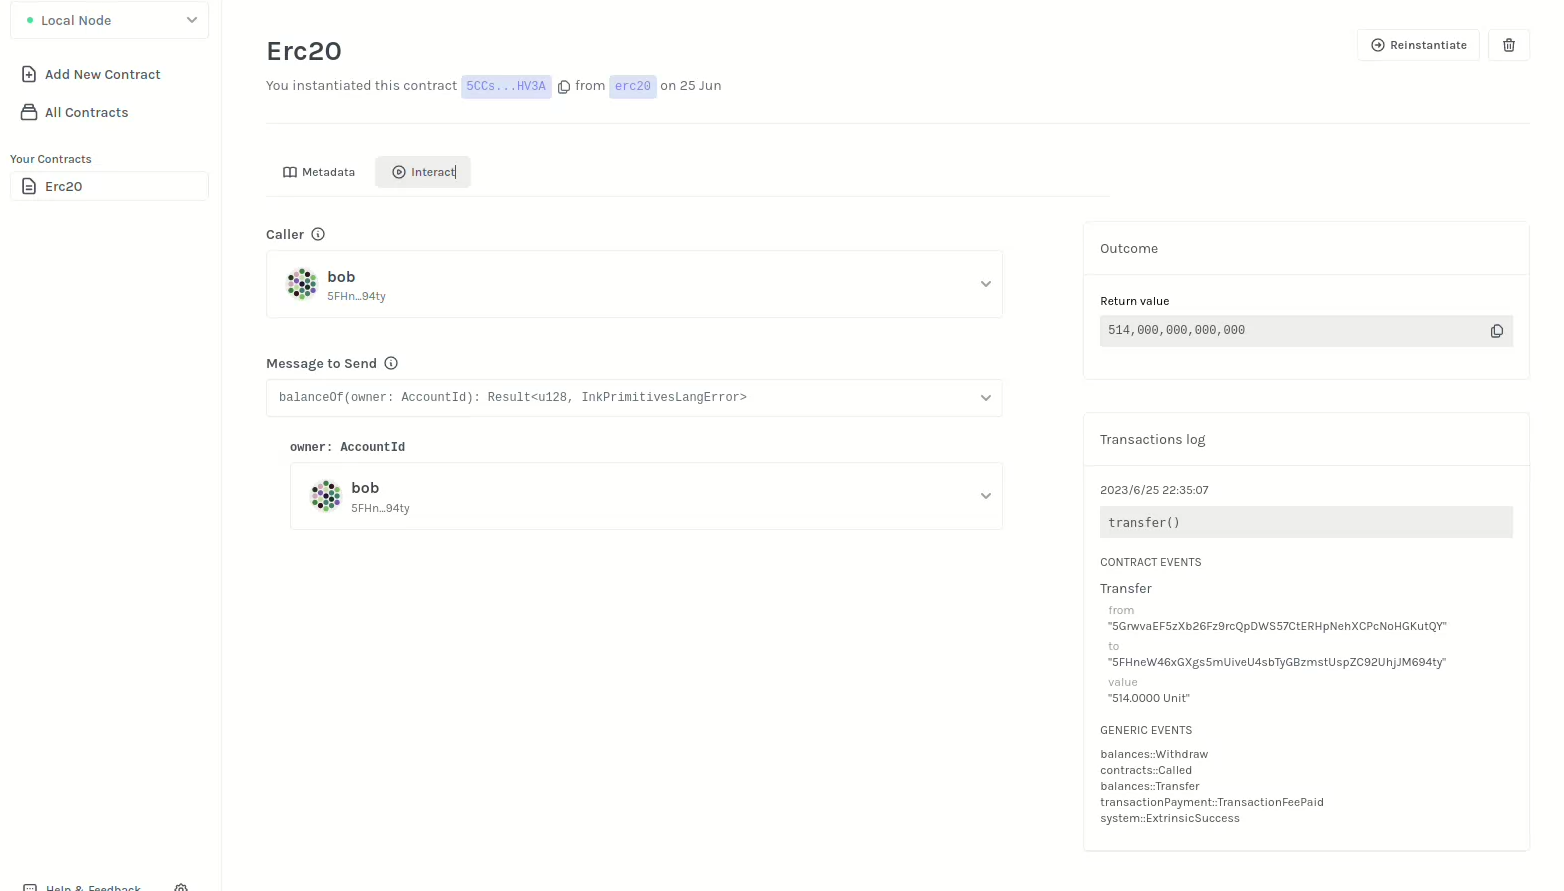 Local Node
Add New Contract
All Contracts
Your Contracts
Erc20
Help & Feedback
Erc20
You instantiated this contract 5CCs...HV3A from erc20 on 25 Jun
Reinstantiate
Metadata
Interact
Caller
bob
5FHn...94ty
Message to Send
balanceOf(owner: AccountId): Result<u128, InkPrimitivesLangError>
owner: AccountId
bob
5FHn...94ty
Outcome
Return value
514,000,000,000,000
Transactions log
2023/6/25 22:35:07
transfer()
CONTRACT EVENTS
Transfer
from
"5GrwvaEF5zXb26Fz9rcQpDWS57CtERHpNehXCPcNoHGKutQY"
to
"5FHneW46xGXgs5mUiveU4sbTyGBzmstUspZC92UhjJM694ty"
value
"514.0000 Unit"
GENERIC EVENTS
balances::Withdraw
contracts::Called
balances::Transfer
transactionPayment::TransactionFeePaid
system::ExtrinsicSuccess